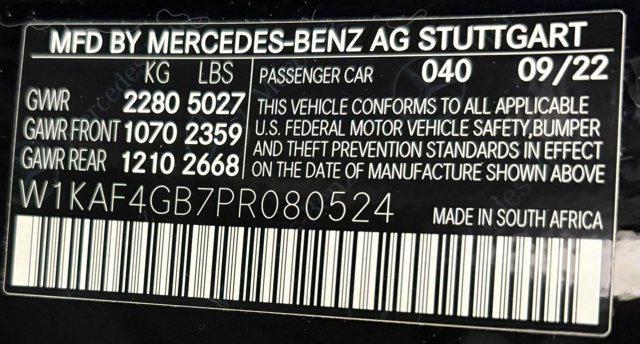 MFD BY MERCEDES-BENZ AG STUTTGART
KG LBS
GVWR 2280 5027
GAWR FRONT 1070 2359
GAWR REAR 1210 2668
PASSENGER CAR 040 09/22
THIS VEHICLE CONFORMS TO ALL APPLICABLE
U.S. FEDERAL MOTOR VEHICLE SAFETY,BUMPER
AND THEFT PREVENTION STANDARDS IN EFFECT
ON THE DATE OF MANUFACTURE SHOWN ABOVE
W1KAF4GB7PR080524
MADE IN SOUTH AFRICA